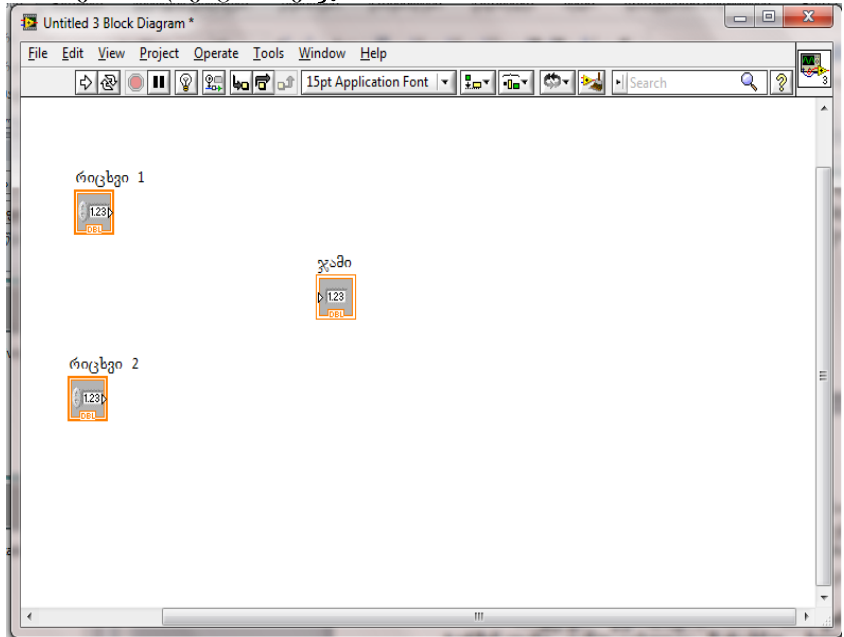 Untitled 3 Block Diagram *
File Edit View Project Operate Tools Window Help
15pt Application Font Search
3
რიცხვი 1
1.23
DBL
ჯამი
1.23
DBL
რიცხვი 2
1.23
DBL